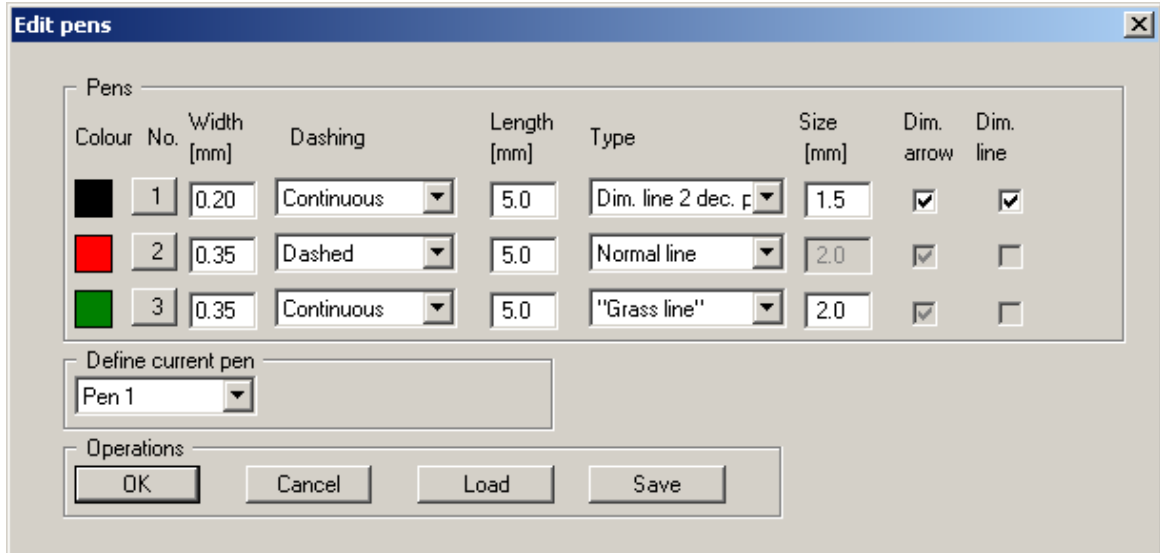 Edit pens
Pens
Colour No. Width [mm] Dashing Length [mm] Type Size [mm] Dim. arrow Dim. line
1 0.20 Continuous 5.0 Dim. line 2 dec. p 1.5
2 0.35 Dashed 5.0 Normal line 2.0
3 0.35 Continuous 5.0 "Grass line" 2.0
Define current pen
Pen 1
Operations
OK Cancel Load Save